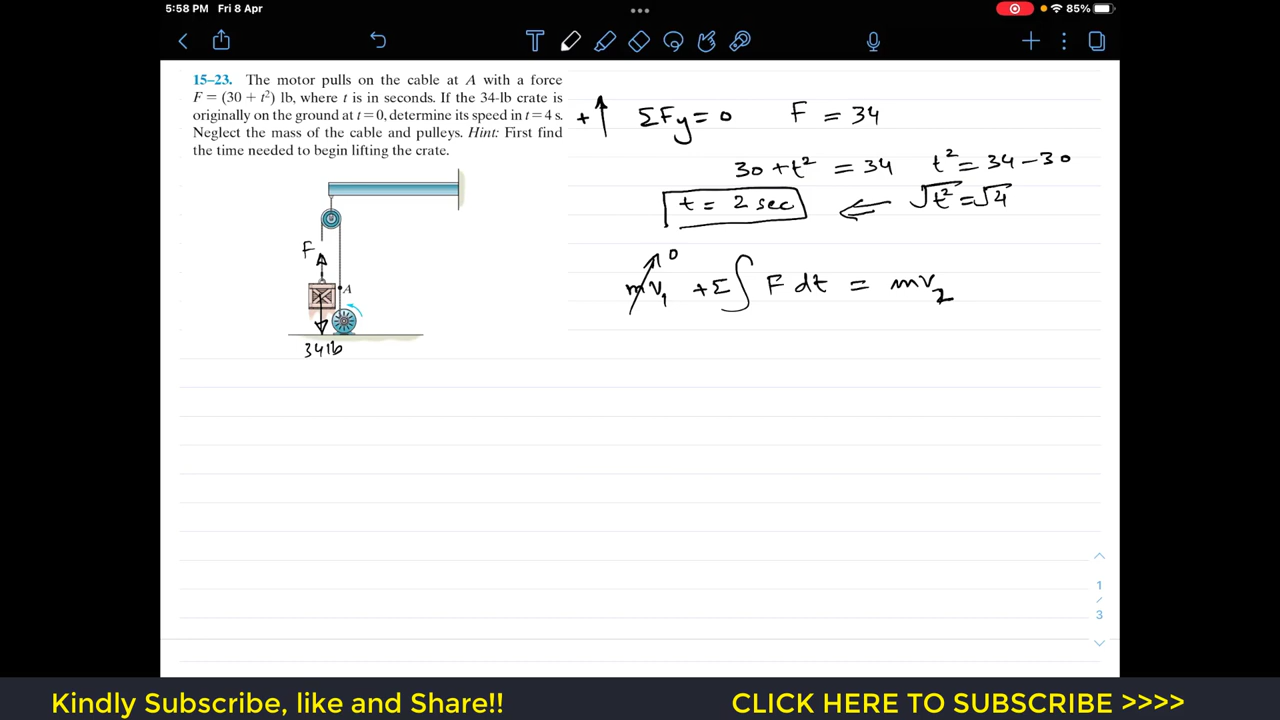 5:58 PM Fri 8 Apr
85%
15–23. The motor pulls on the cable at A with a force
F = (30 + t²) lb, where t is in seconds. If the 34-lb crate is
originally on the ground at t = 0, determine its speed in t = 4 s.
Neglect the mass of the cable and pulleys. Hint: First find
the time needed to begin lifting the crate.
+ ΣFy = 0 F = 34
30 + t² = 34 t² = 34 - 30
t = 2 sec ⇐ √t² = √4
F
A
34 lb
mv₁ 0 + Σ ∫ F dt = mv₂
1
3
Kindly Subscribe, like and Share!!
CLICK HERE TO SUBSCRIBE >>>>